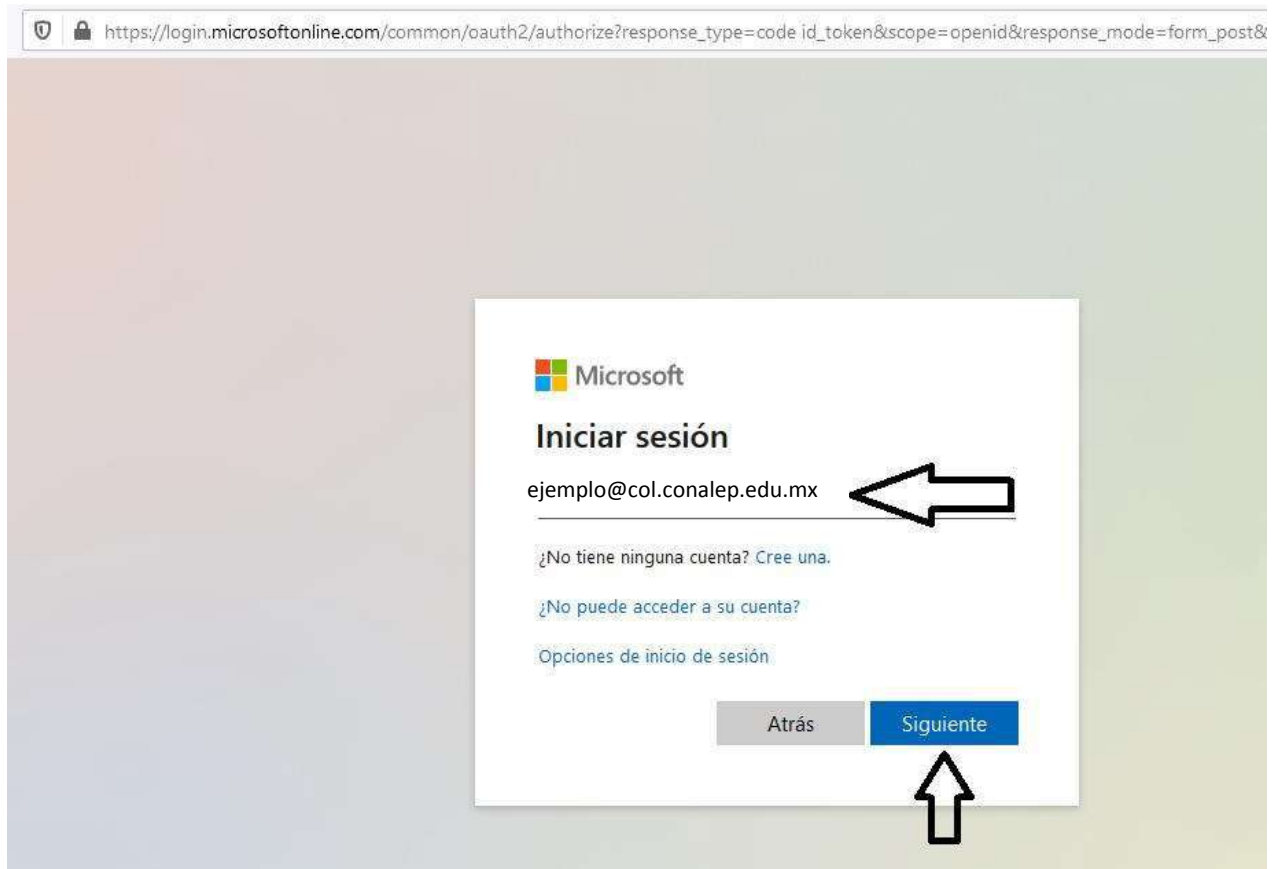 https://login.microsoftonline.com/common/oauth2/authorize?response_type=code id_token&scope=openid&response_mode=form_post&
Microsoft
Iniciar sesión
ejemplo@col.conalep.edu.mx
¿No tiene ninguna cuenta? Cree una.
¿No puede acceder a su cuenta?
Opciones de inicio de sesión
Atrás Siguiente